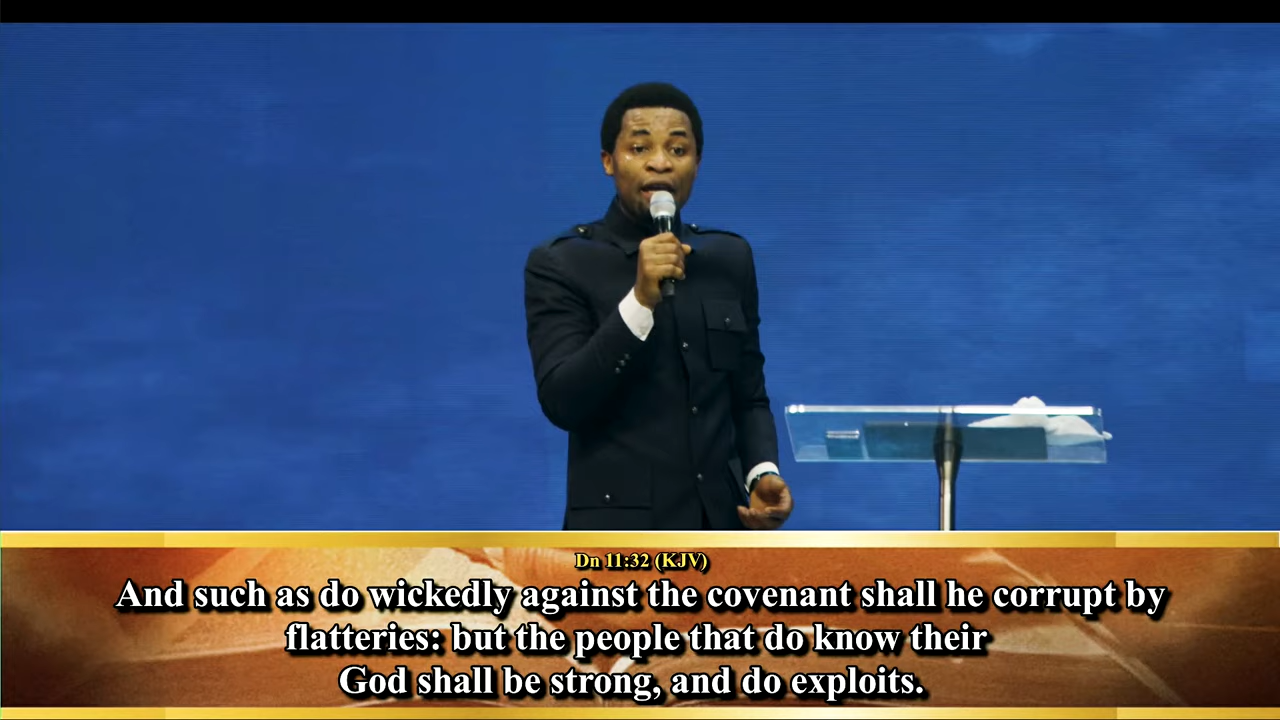 Dn 11:32 (KJV)
And such as do wickedly against the covenant shall he corrupt by
flatteries: but the people that do know their
God shall be strong, and do exploits.